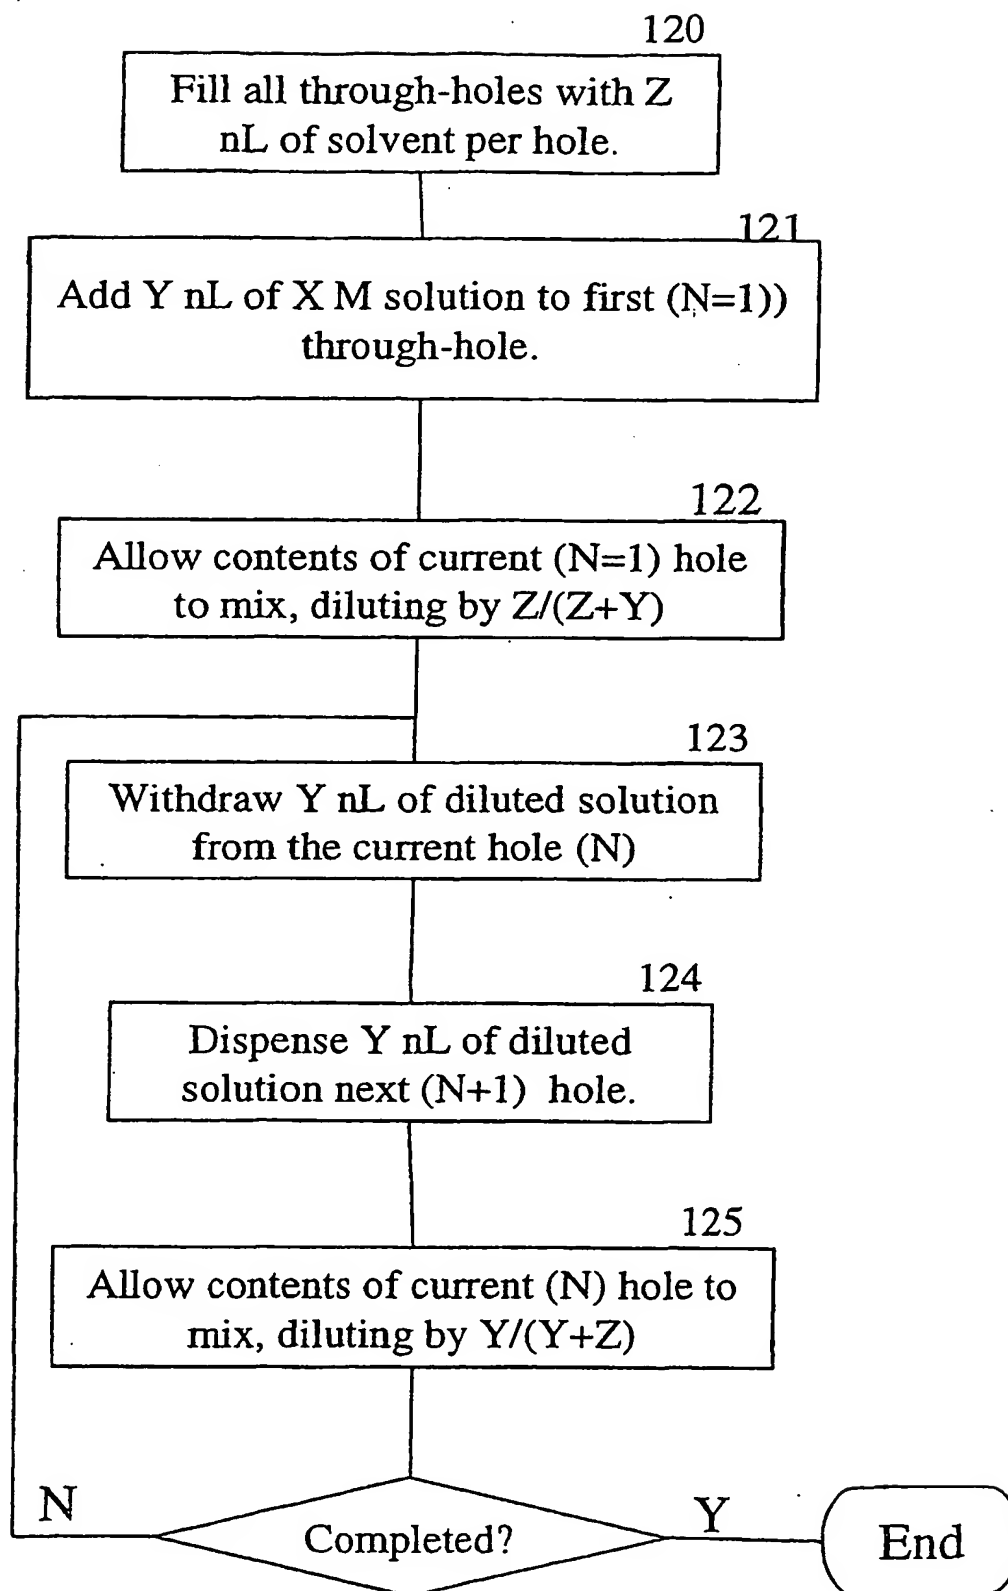 120
Fill all through-holes with Z
nL of solvent per hole.
121
Add Y nL of X M solution to first (N=1))
through-hole.
122
Allow contents of current (N=1) hole
to mix, diluting by Z/(Z+Y)
123
Withdraw Y nL of diluted solution
from the current hole (N)
124
Dispense Y nL of diluted
solution next (N+1) hole.
125
Allow contents of current (N) hole to
mix, diluting by Y/(Y+Z)
N
Completed?
Y
End